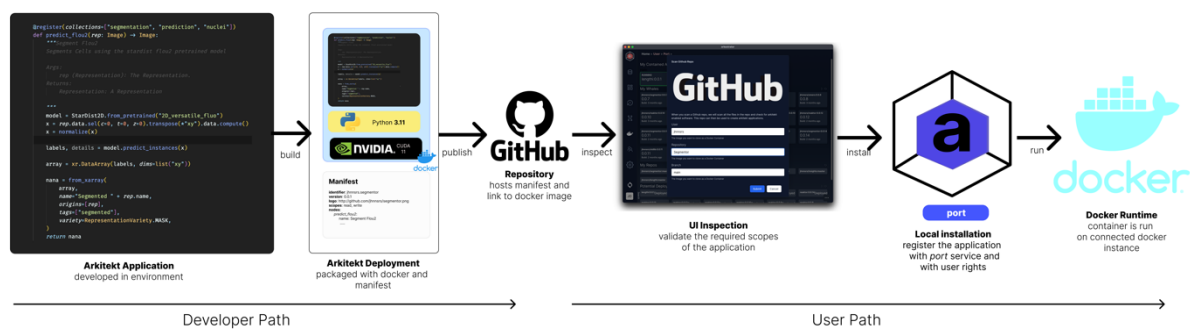 @register(collections=["segmentation", "prediction", "nuclei"])
def predict_flou2(rep: Image) -> Image:
"""Segment Flou2
Segments Cells using the stardist flou2 pretrained model
Args:
rep (Representation): The Representation.
Returns:
Representation: A Representation
"""
model = StarDist2D.from_pretrained("2D_versatile_fluo")
x = rep.data.sel(c=0, t=0, z=0).transpose(*"xy").data.compute()
x = normalize(x)
labels, details = model.predict_instances(x)
array = xr.DataArray(labels, dims=list("xy"))
nana = from_xarray(
array,
name="Segmented " + rep.name,
origins=[rep],
tags=["segmented"],
variety=RepresentationVariety.MASK,
)
return nana
Arkitekt Application
developed in environment
build
Python 3.11
NVIDIA.
CUDA
11
docker
Manifest
identifier: jhnnsrs.segmentor
version: 0.0.1
logo: http://github.com/jhnnsrs/segmentor.png
scopes: read, write
nodes:
predict_flou2:
name: Segment Flou2
Arkitekt Deployment
packaged with docker and
manifest
publish
GitHub
Repository
hosts manifest and
link to docker image
inspect
GitHub
UI Inspection
validate the required scopes
of the application
install
a
port
Local installation
register the application
with port service and
with user rights
run
docker
Docker Runtime
container is run
on connected docker
instance
Developer Path
User Path